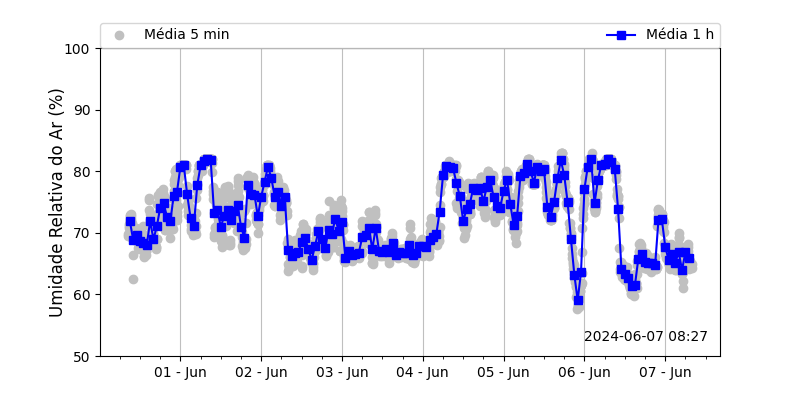 Média 5 min
Média 1 h
Umidade Relativa do Ar (%)
100
90
80
70
60
50
2024-06-07 08:27
01 - Jun
02 - Jun
03 - Jun
04 - Jun
05 - Jun
06 - Jun
07 - Jun